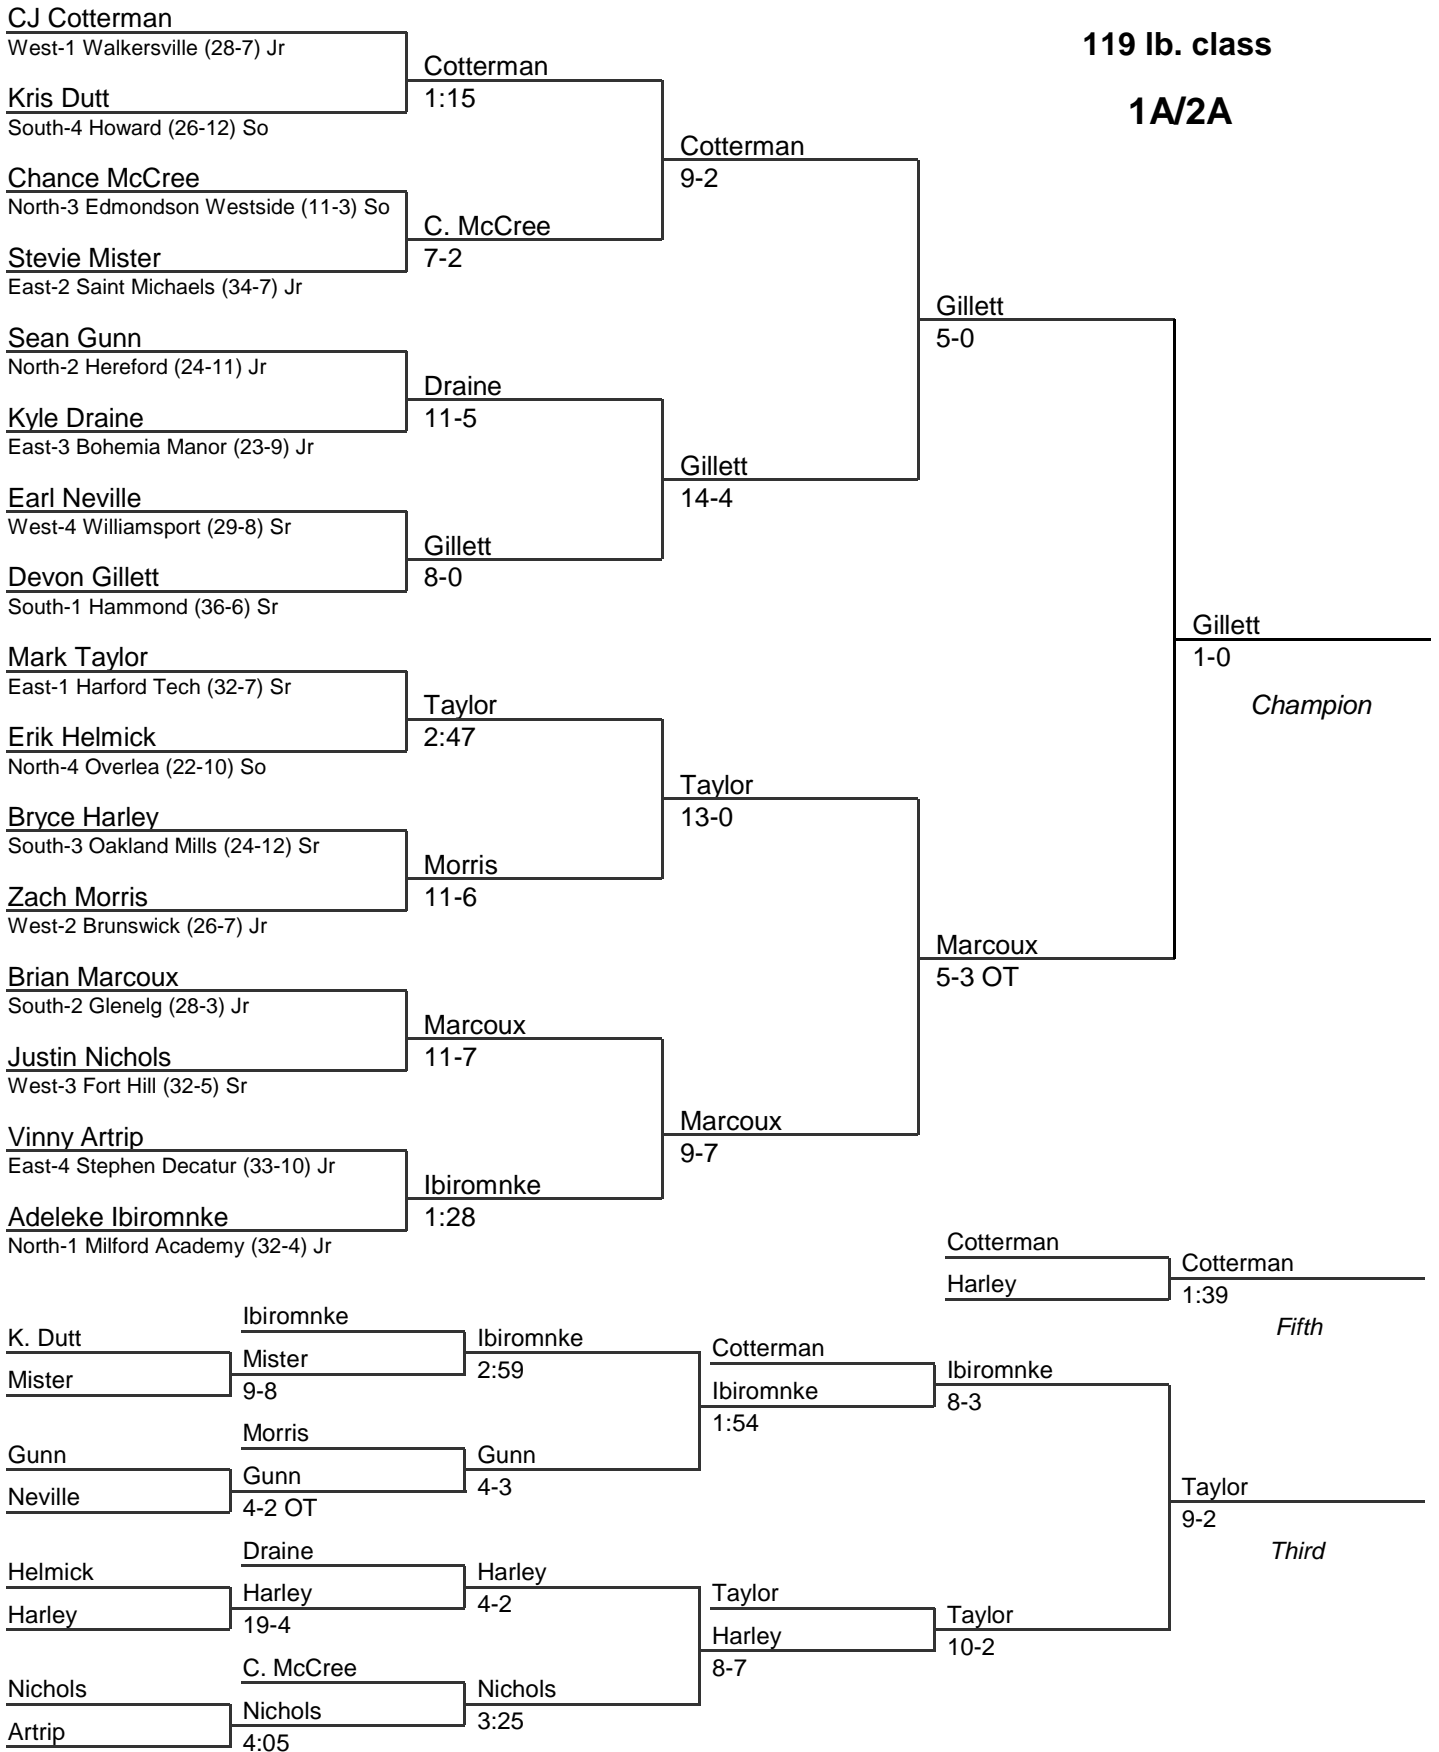 CJ Cotterman
West-1 Walkersville (28-7) Jr
Kris Dutt
South-4 Howard (26-12) So
Chance McCree
North-3 Edmondson Westside (11-3) So
Stevie Mister
East-2 Saint Michaels (34-7) Jr
Sean Gunn
North-2 Hereford (24-11) Jr
Kyle Draine
East-3 Bohemia Manor (23-9) Jr
Earl Neville
West-4 Williamsport (29-8) Sr
Devon Gillett
South-1 Hammond (36-6) Sr
Mark Taylor
East-1 Harford Tech (32-7) Sr
Erik Helmick
North-4 Overlea (22-10) So
Bryce Harley
South-3 Oakland Mills (24-12) Sr
Zach Morris
West-2 Brunswick (26-7) Jr
Brian Marcoux
South-2 Glenelg (28-3) Jr
Justin Nichols
West-3 Fort Hill (32-5) Sr
Vinny Artrip
East-4 Stephen Decatur (33-10) Jr
Adeleke Ibiromnke
North-1 Milford Academy (32-4) Jr
Cotterman
1:15
C. McCree
7-2
Draine
11-5
Gillett
8-0
Taylor
2:47
Morris
11-6
Marcoux
11-7
Ibiromnke
1:28
Cotterman
9-2
Gillett
14-4
Taylor
13-0
Marcoux
9-7
Gillett
5-0
Marcoux
5-3 OT
119 lb. class
1A/2A
Gillett
1-0
Champion
Cotterman
Harley
Cotterman
1:39
Fifth
K. Dutt
Mister
Gunn
Neville
Helmick
Harley
Nichols
Artrip
Ibiromnke
Mister
9-8
Morris
Gunn
4-2 OT
Draine
Harley
19-4
C. McCree
Nichols
4:05
Ibiromnke
2:59
Gunn
4-3
Harley
4-2
Nichols
3:25
Cotterman
Ibiromnke
1:54
Taylor
Harley
8-7
Ibiromnke
8-3
Taylor
10-2
Taylor
9-2
Third